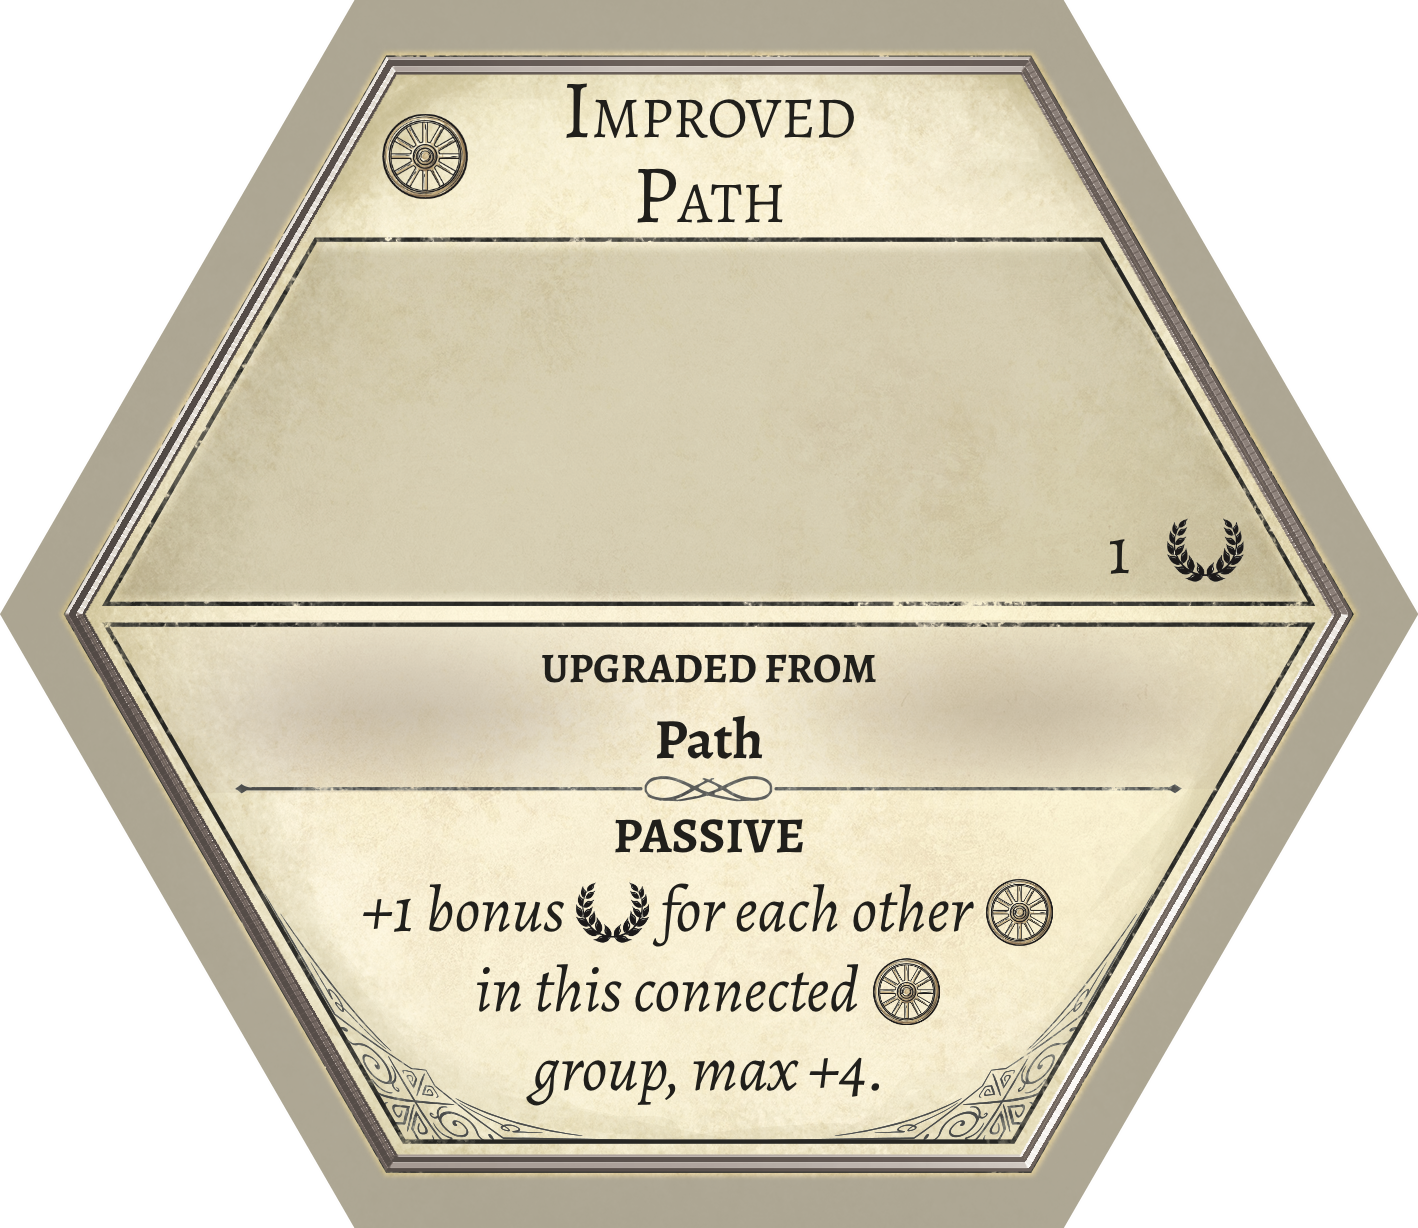 Improved
Path
1
UPGRADED FROM
Path
PASSIVE
+1 bonus for each other
in this connected
group, max +4.